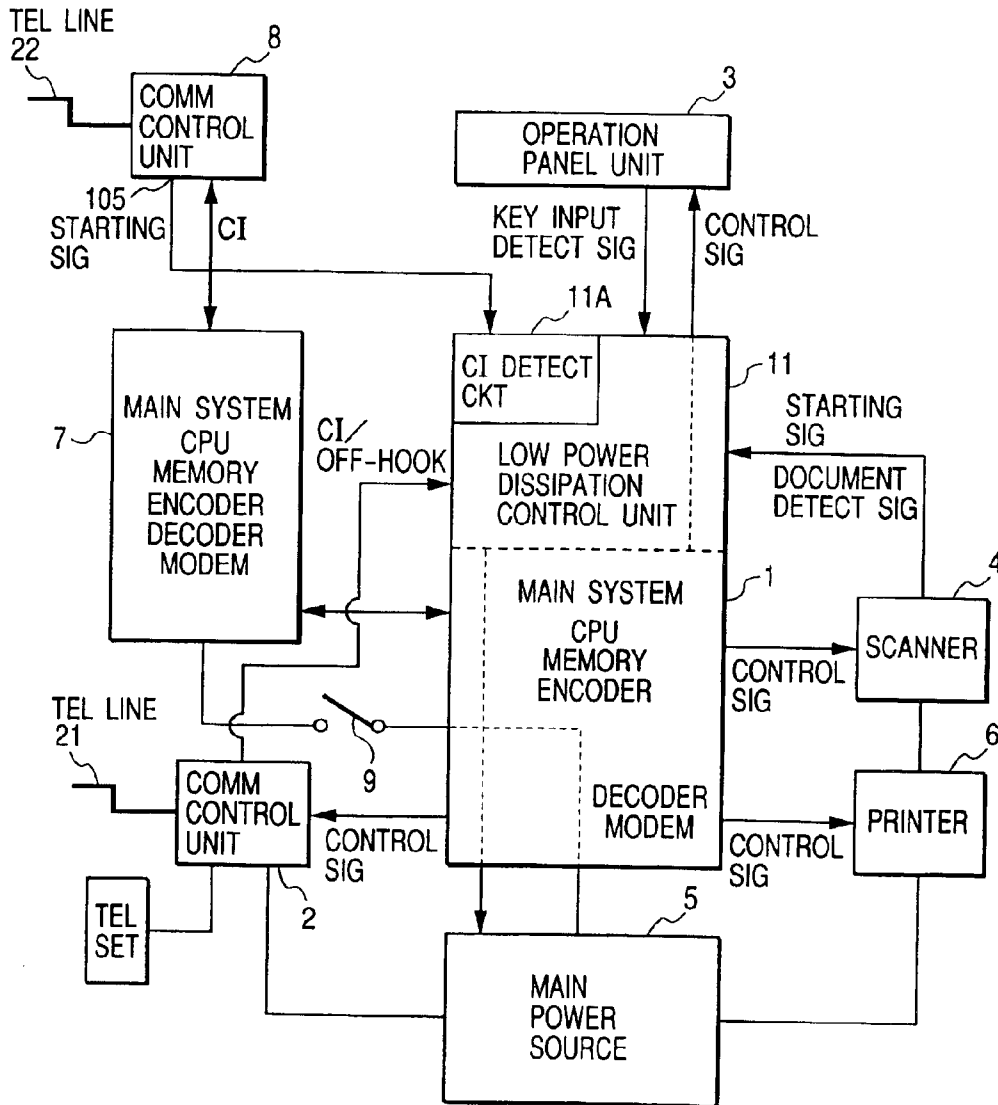 TEL LINE
22
8
COMM
CONTROL
UNIT
105
STARTING
SIG
CI
3
OPERATION
PANEL UNIT
KEY INPUT
DETECT SIG
CONTROL
SIG
11A
CI DETECT
CKT
11
LOW POWER
DISSIPATION
CONTROL UNIT
STARTING
SIG
DOCUMENT
DETECT SIG
7
MAIN SYSTEM
CPU
MEMORY
ENCODER
DECODER
MODEM
CI/
OFF-HOOK
1
MAIN SYSTEM
CPU
MEMORY
ENCODER
DECODER
MODEM
4
SCANNER
CONTROL
SIG
6
PRINTER
CONTROL
SIG
9
TEL LINE
21
COMM
CONTROL
UNIT
2
CONTROL
SIG
TEL
SET
5
MAIN
POWER
SOURCE